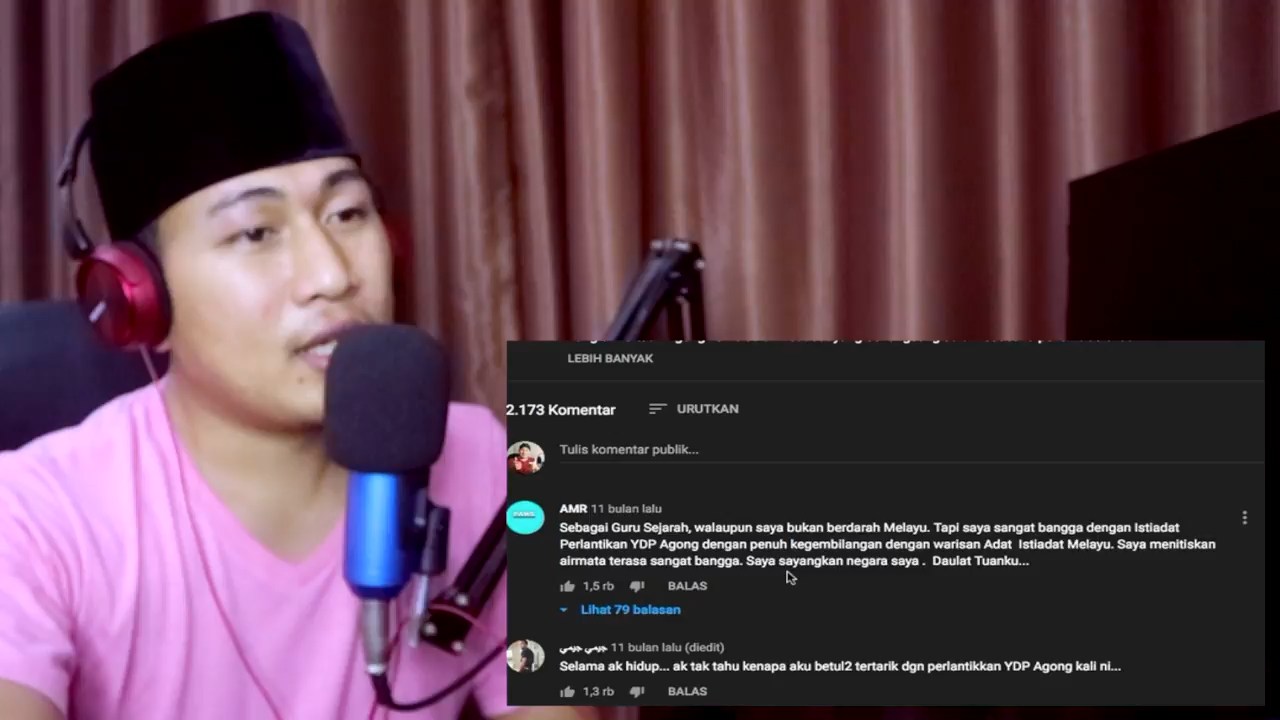 LEBIH BANYAK
2.173 Komentar
URUTKAN
Tulis komentar publik...
AMR 11 bulan lalu
Sebagai Guru Sejarah, walaupun saya bukan berdarah Melayu. Tapi saya sangat bangga dengan Istiadat
Perlantikan YDP Agong dengan penuh kegembilangan dengan warisan Adat Istiadat Melayu. Saya menitiskan
airmata terasa sangat bangga. Saya sayangkan negara saya . Daulat Tuanku...
1,5 rb BALAS
Lihat 79 balasan
11 bulan lalu (diedit)
Selama ak hidup... ak tak tahu kenapa aku betul2 tertarik dgn perlantikkan YDP Agong kali ni...
1,3 rb BALAS